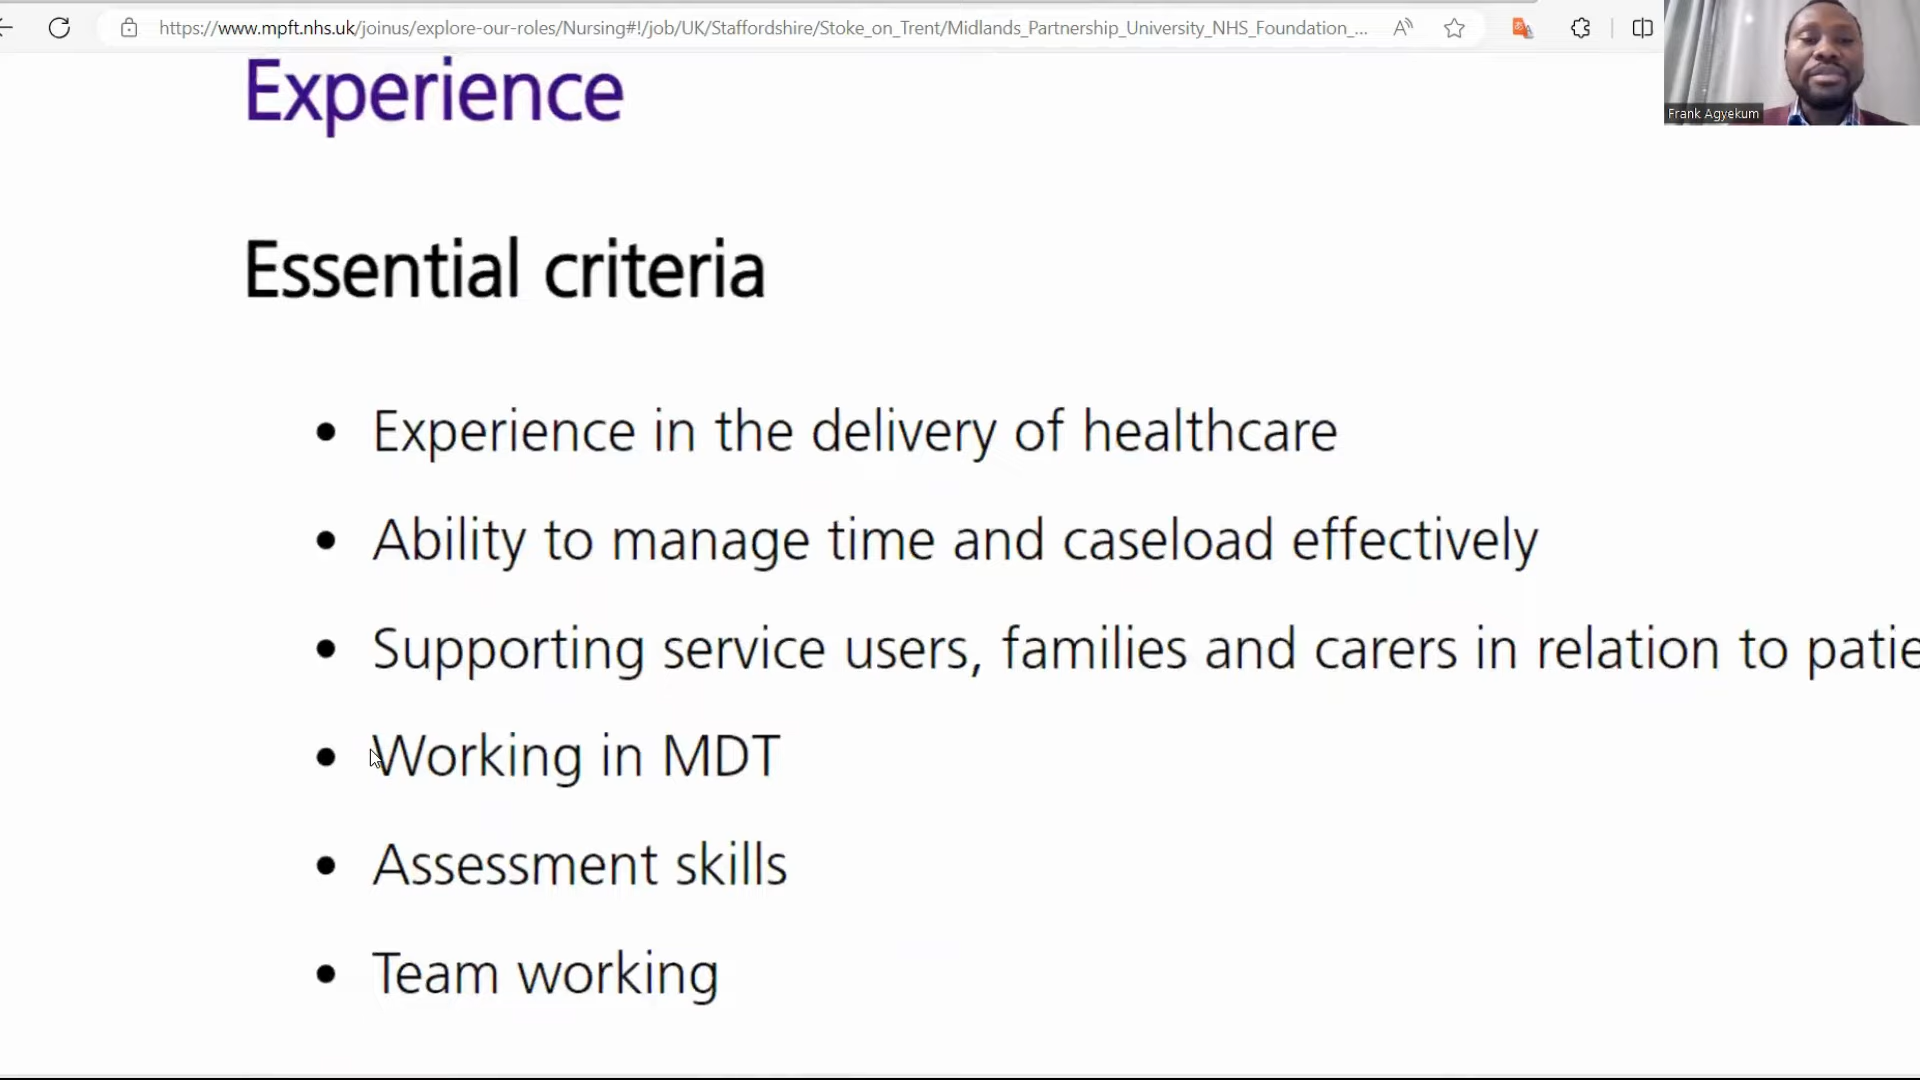 https://www.mpft.nhs.uk/joinus/explore-our-roles/Nursing#!/job/UK/Staffordshire/Stoke_on_Trent/Midlands_Partnership_University_NHS_Foundation_...
Frank Agyekum
Experience
Essential criteria
• Experience in the delivery of healthcare
• Ability to manage time and caseload effectively
• Supporting service users, families and carers in relation to patie
• Working in MDT
• Assessment skills
• Team working